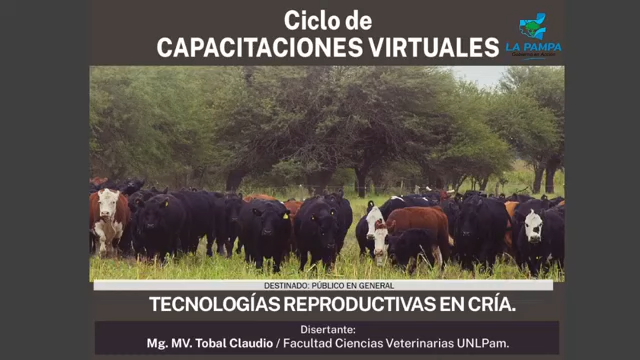 Ciclo de
CAPACITACIONES VIRTUALES
LA PAMPA
DESTINADO: PÚBLICO EN GENERAL
TECNOLOGÍAS REPRODUCTIVAS EN CRÍA.
Disertante:
Mg. MV. Tobal Claudio / Facultad Ciencias Veterinarias UNLPam.